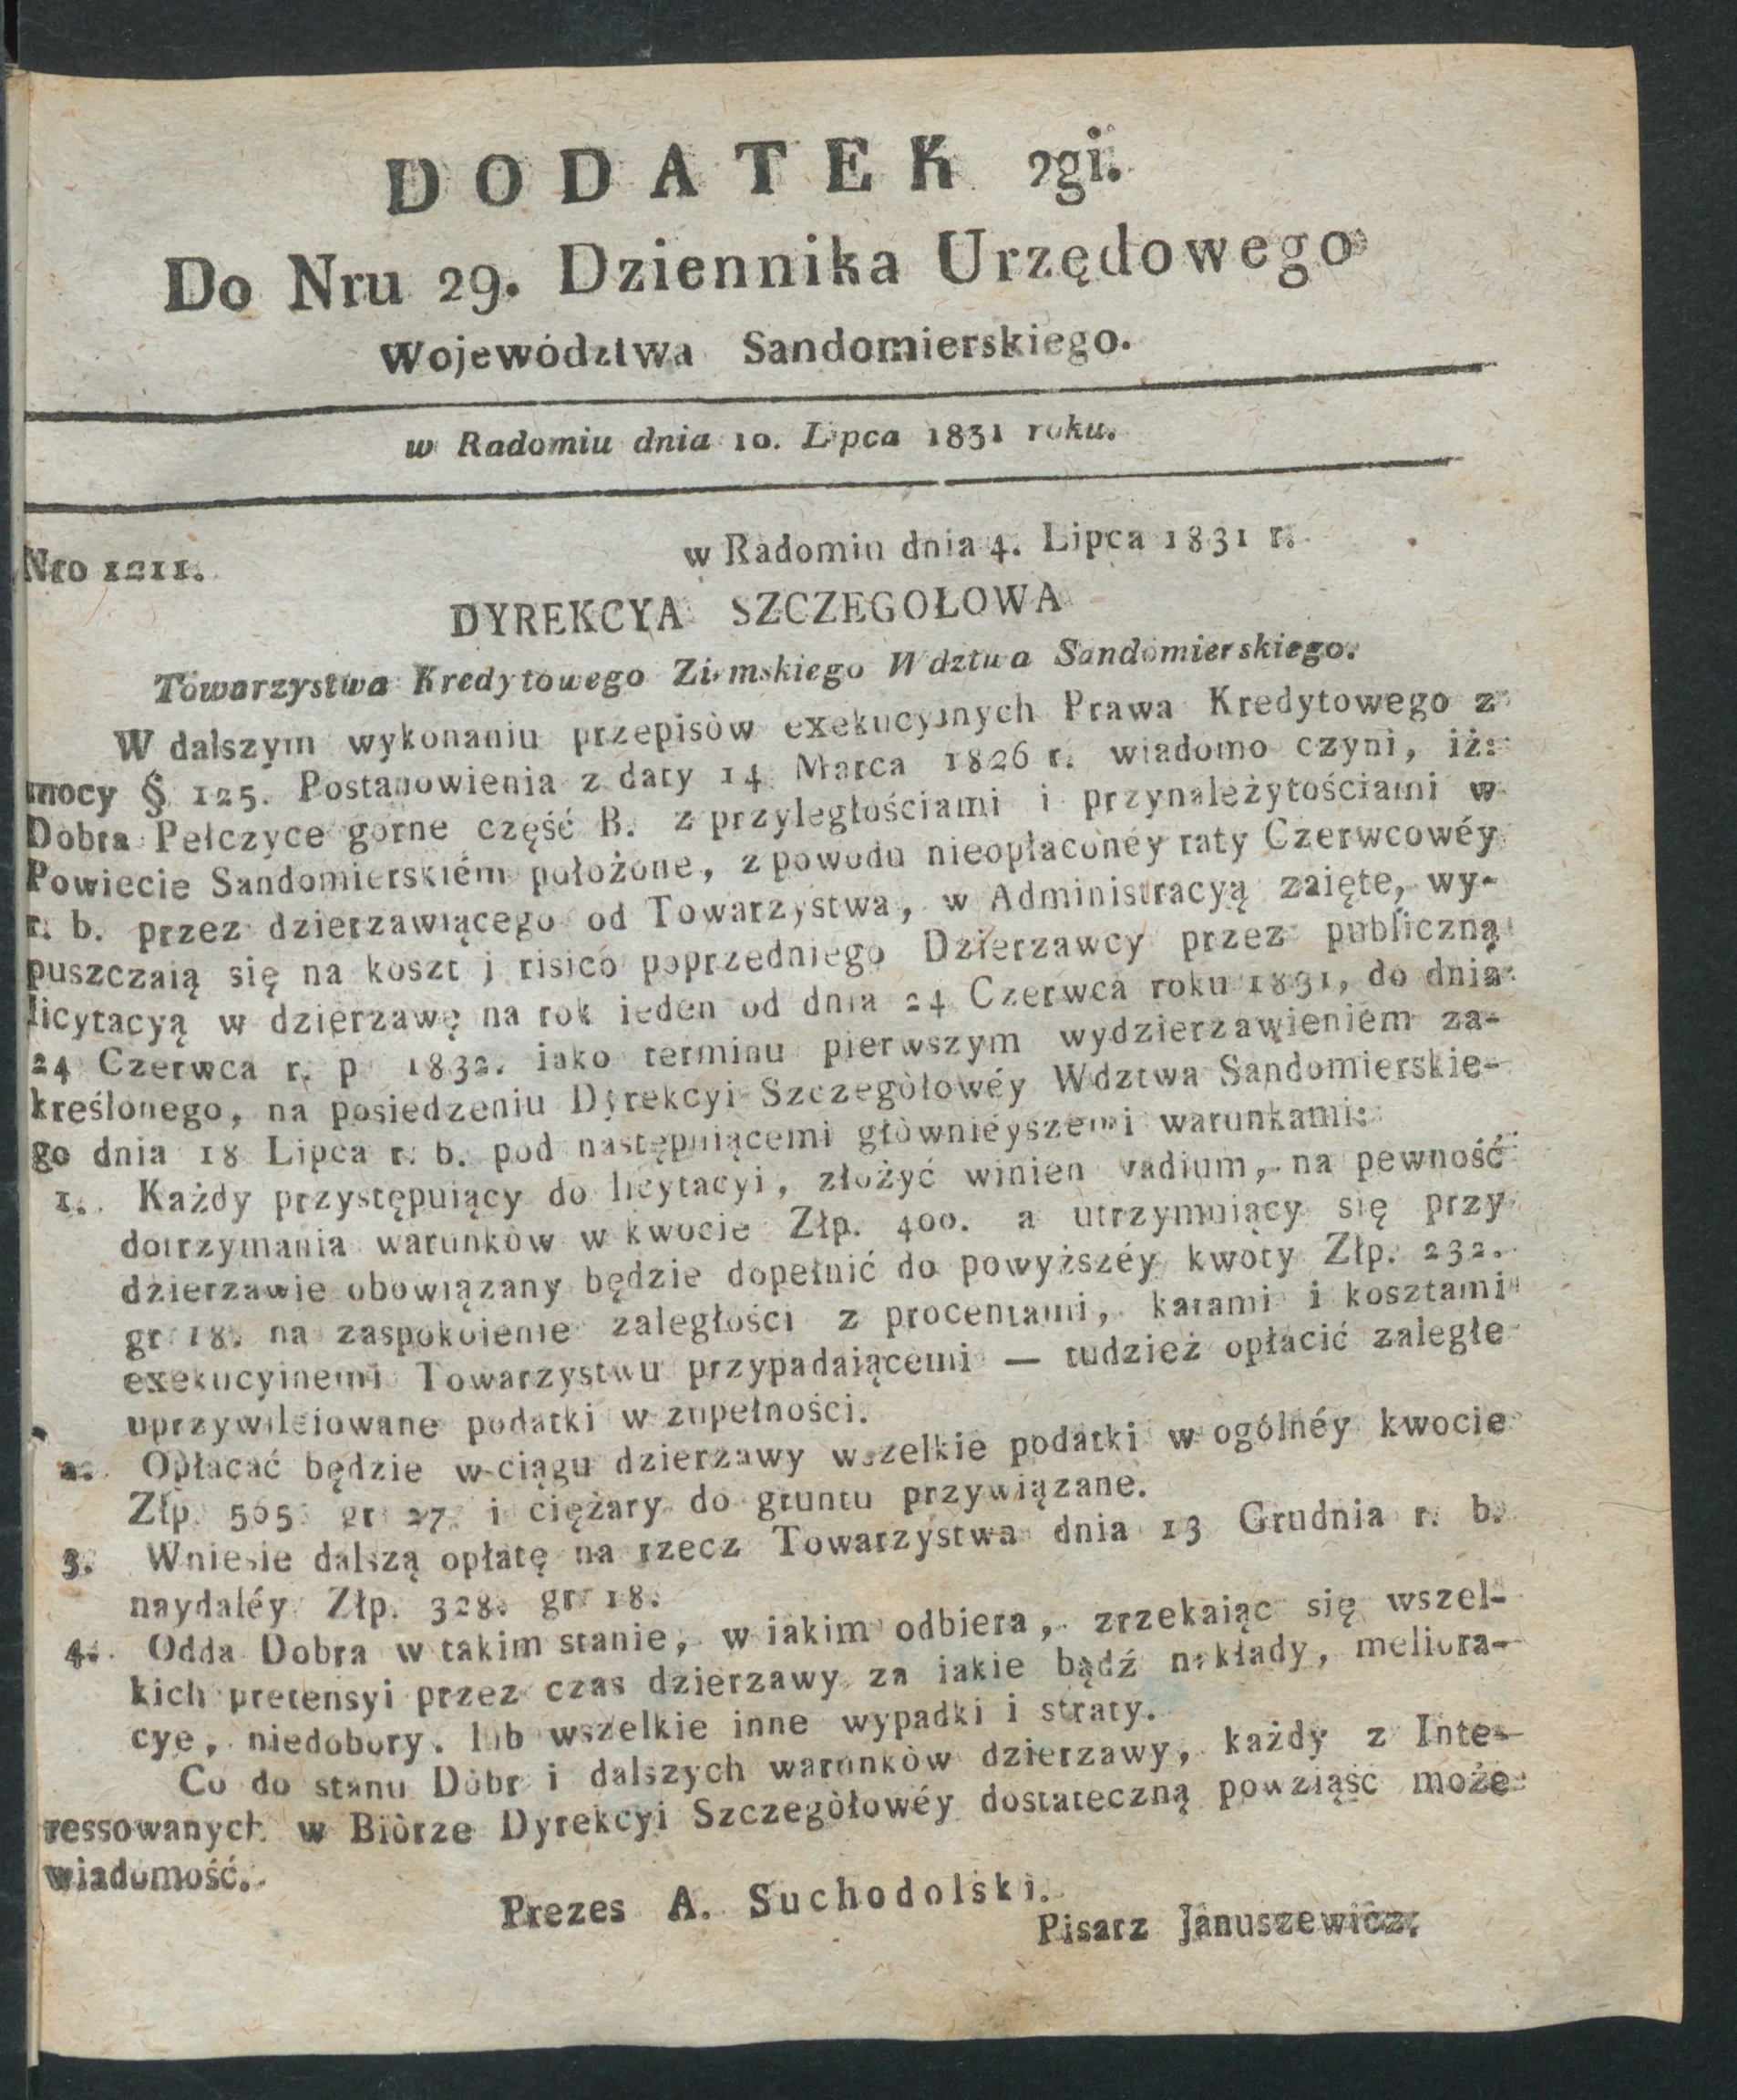 DODATEK 2gi.
Do Nru 29. Dziennika Urzędowego
Województwa Sandomierskiego.
w Radomiu dnia 10. Lipca 1831 roku.
Nro 1211. w Radomiu dnia 4. Lipca 1831 r.
DYREKCYA SZCZEGOŁOWA
Towarzystwa Kredytowego Ziemskiego Wdztwa Sandomierskiego.
W dalszym wykonaniu przepisòw exekucyjnych Prawa Kredytowego z
mocy § 125. Postanowienia z daty 14 Marca 1826 r. wiadomo czyni, iż:
Dobra Pełczyce gorne część B. z przyległościami i przynależytościami w
Powiecie Sandomierskiém położone, z powodu nieopłaconéy raty Czerwcowéy
r. b. przez dzierzawiącego od Towarzystwa, w Administracyą zaięte, wy-
puszczaią się na koszt j risico poprzedniego Dzierzawcy przez publiczną
licytacyą w dzierzawę na rok ieden od dnia 24 Czerwca roku 1831, do dnia
24 Czerwca r. p 1832. iako terminu pierwszym wydzierzawieniem za-
kreślonego, na posiedzeniu Dyrekcyi Szczegòłowéy Wdztwa Sandomierskie-
go dnia 18 Lipca r. b. pod następuiącemi głòwniéyszemi warunkami:
1. Każdy przystępuiący do licytacyi, złożyć winien vadium, na pewność
dotrzymania warunkòw w kwocie Złp. 400. a utrzymuiący się przy
dzierzawie obowiązany będzie dopełnić do powyższéy kwoty Złp. 232.
gr 18. na zaspokoienie zaległości z procentami, karami i kosztami
exekucyinemi Towarzystwu przypadaiącemi — tudzież opłacić zaległe
uprzywileiowane podatki w zupełności.
2. Opłacać będzie w ciągu dzierzawy wszelkie podatki w ogólnéy kwocie
Złp. 565 gr 27. i ciężary do gruntu przywiązane.
3. Wniesie dalszą opłatę na rzecz Towarzystwa dnia 13 Grudnia r. b.
naydaléy Złp. 328. gr 18.
4. Odda Dobra w takim stanie, w iakim odbiera, zrzekaiąc się wszel-
kich pretensyi przez czas dzierzawy za iakie bądź nakłady, meliora-
cye, niedobory. lub wszelkie inne wypadki i straty.
Co do stanu Dòbr i dalszych warunkòw dzierzawy, każdy z Inte-
ressowanych w Biòrze Dyrekcyi Szczegòłowéy dostateczną powziąść może
wiadomość.
Prezes A. Suchodolski.
Pisarz Januszewicz.